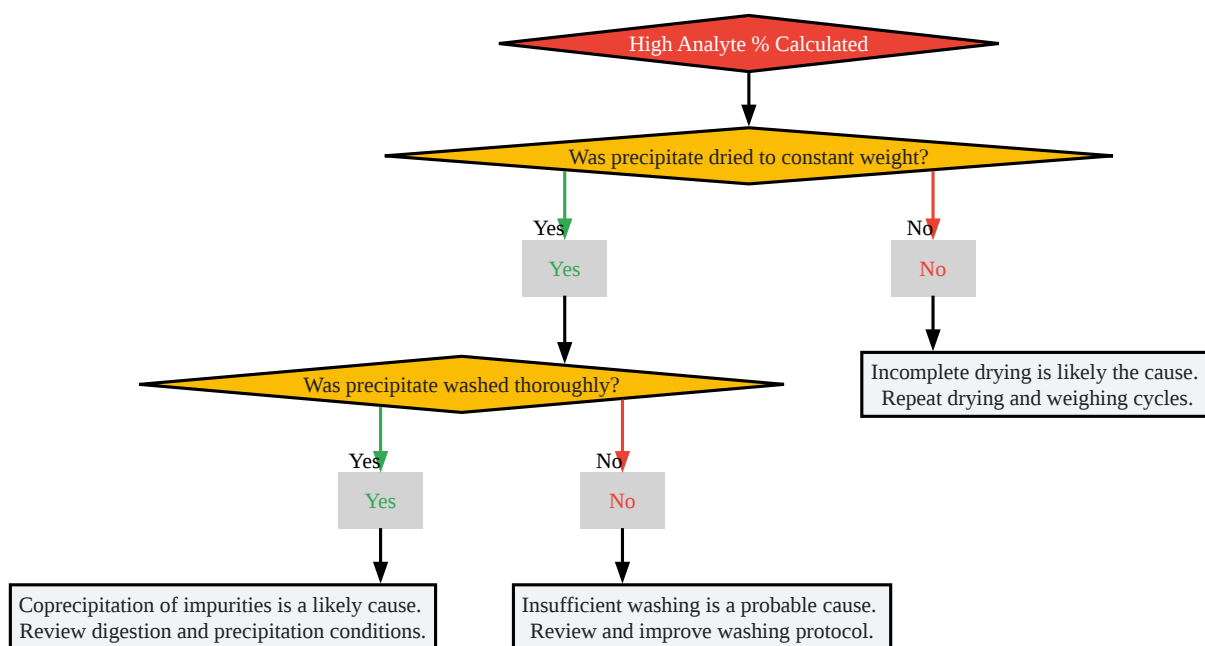 High Analyte % Calculated
Was precipitate dried to constant weight?
Yes
No
Yes
No
Incomplete drying is likely the cause.
Repeat drying and weighing cycles.
Was precipitate washed thoroughly?
Yes
No
Yes
No
Coprecipitation of impurities is a likely cause.
Review digestion and precipitation conditions.
Insufficient washing is a probable cause.
Review and improve washing protocol.